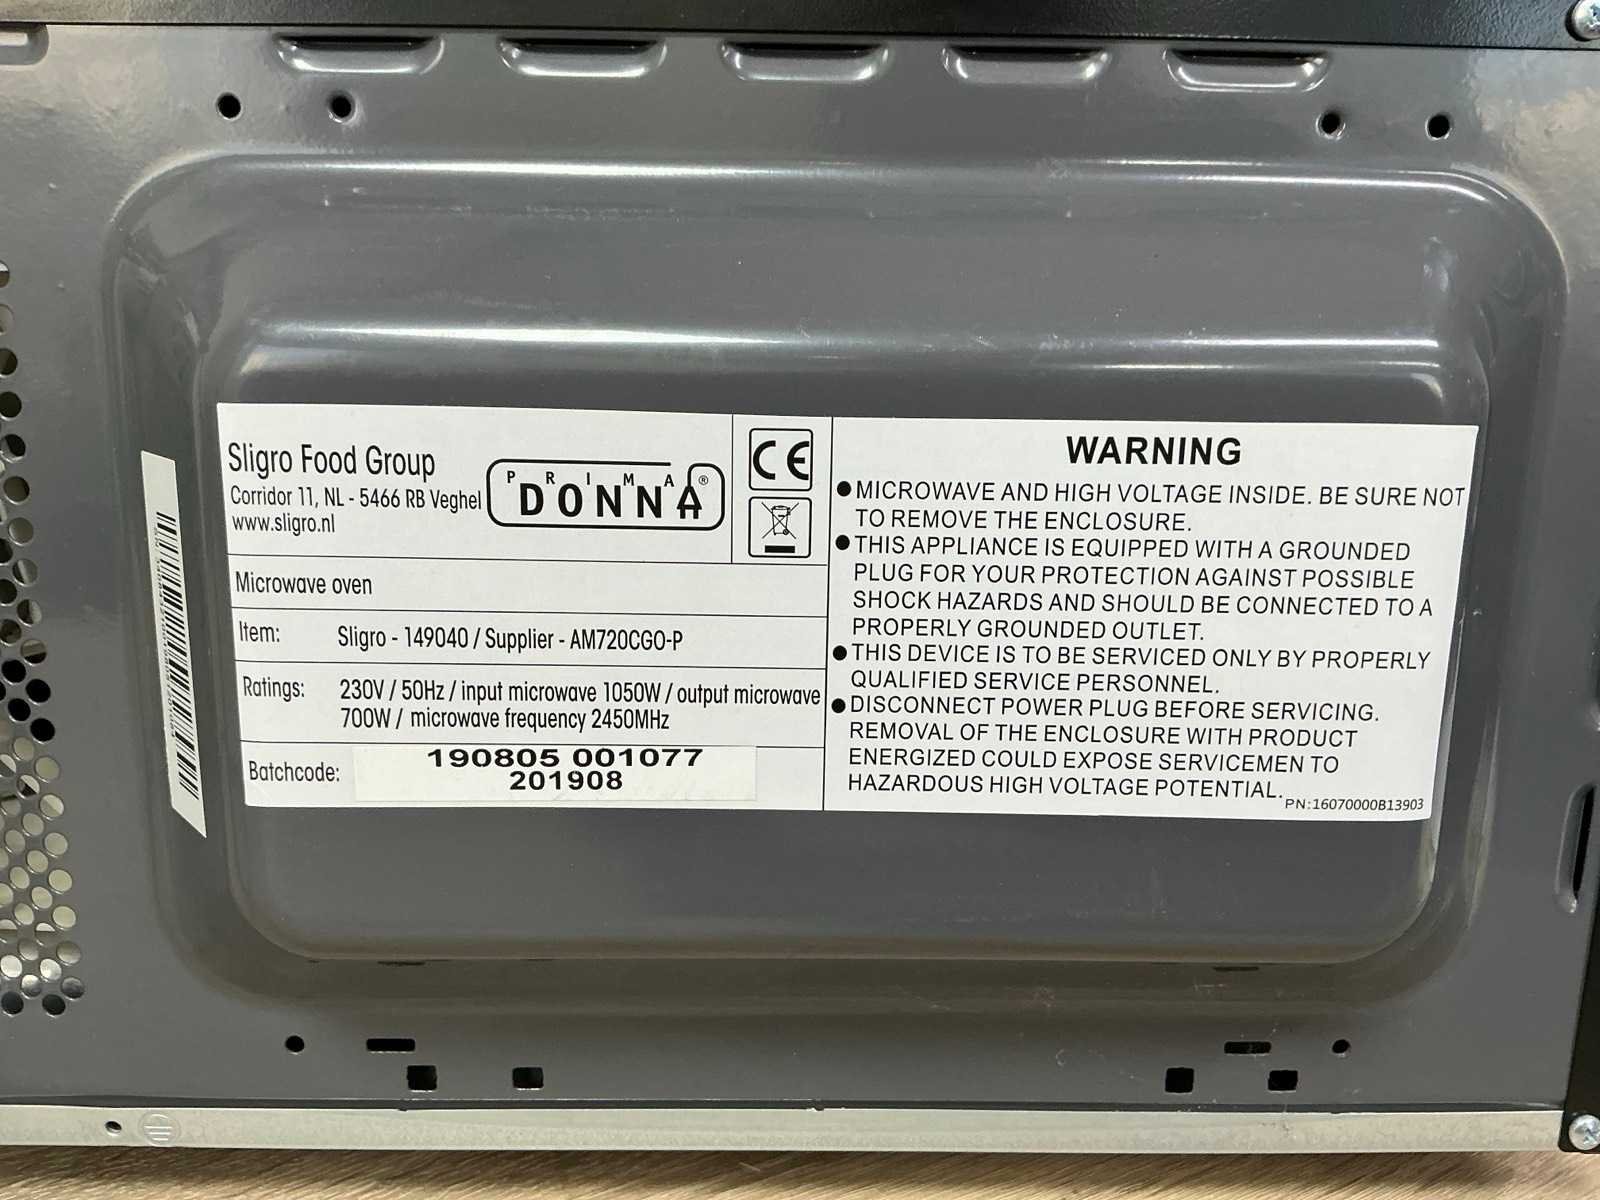 Sligro Food Group
Corridor 11, NL - 5466 RB Veghel
www.sligro.nl
PRIMA®
DONNA
CE
Microwave oven
Item: Sligro - 149040 / Supplier - AM720CGO-P
Ratings: 230V / 50Hz / input microwave 1050W / output microwave
700W / microwave frequency 2450MHz
Batchcode: 190805 001077
201908
WARNING
●MICROWAVE AND HIGH VOLTAGE INSIDE. BE SURE NOT
TO REMOVE THE ENCLOSURE.
●THIS APPLIANCE IS EQUIPPED WITH A GROUNDED
PLUG FOR YOUR PROTECTION AGAINST POSSIBLE
SHOCK HAZARDS AND SHOULD BE CONNECTED TO A
PROPERLY GROUNDED OUTLET.
●THIS DEVICE IS TO BE SERVICED ONLY BY PROPERLY
QUALIFIED SERVICE PERSONNEL.
●DISCONNECT POWER PLUG BEFORE SERVICING.
REMOVAL OF THE ENCLOSURE WITH PRODUCT
ENERGIZED COULD EXPOSE SERVICEMEN TO
HAZARDOUS HIGH VOLTAGE POTENTIAL.
PN:16070000B13903